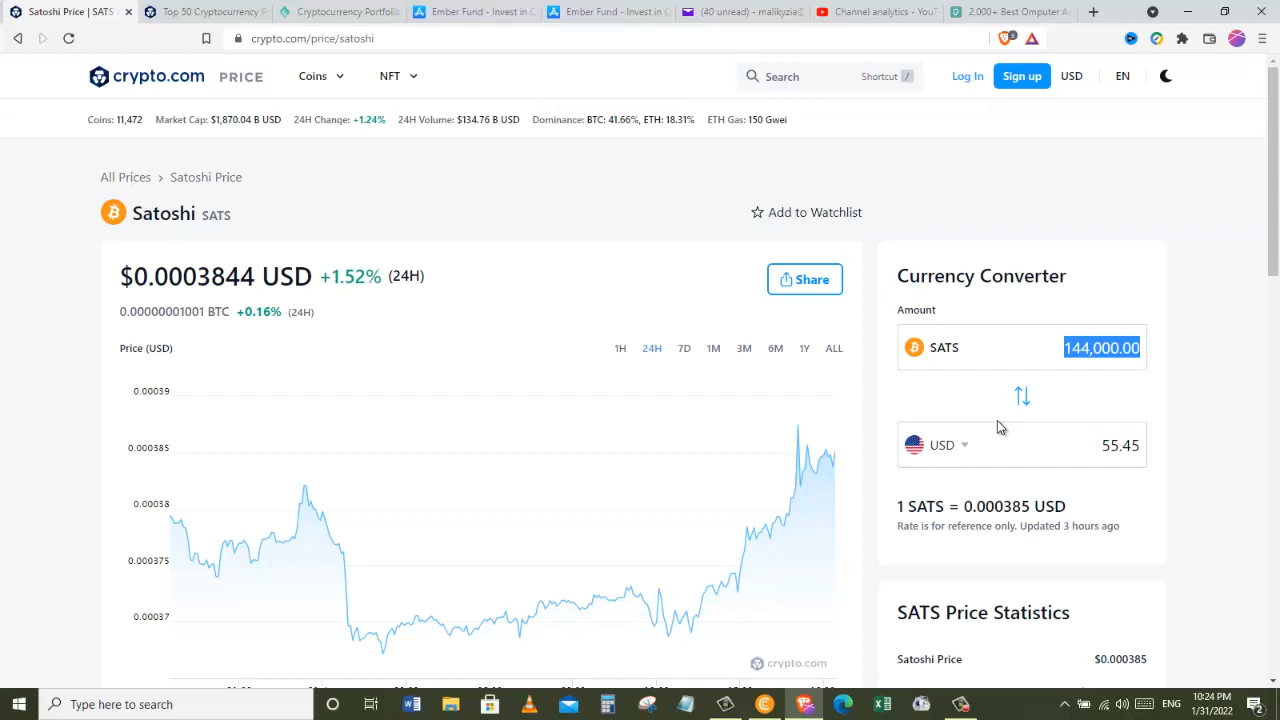 Satoshi Price | SATS
Top 50 Cryptocurrency P
Cryptocurrency Portfoli
Ember Fund - Invest in C
Ember Fund - Invest in C
(40 unread) - malikyzia
Channel analytics - YouT
2.000+ Best Omputer A
crypto.com/price/satoshi
crypto.com PRICE
Coins
NFT
Search
Shortcut /
Log In
Sign up
USD
EN
Coins: 11,472 Market Cap: $1,870.04 B USD 24H Change: +1.24% 24H Volume: $134.76 B USD Dominance: BTC: 41.66%, ETH: 18.31% ETH Gas: 150 Gwei
All Prices › Satoshi Price
Satoshi SATS
Add to Watchlist
$0.0003844 USD +1.52% (24H)
Share
0.00000001001 BTC +0.16% (24H)
Price (USD)
1H 24H 7D 1M 3M 6M 1Y ALL
0.00039
0.000385
0.00038
0.000375
0.00037
crypto.com
Currency Converter
Amount
SATS 144,000.00
USD 55.45
1 SATS = 0.000385 USD
Rate is for reference only. Updated 3 hours ago
SATS Price Statistics
Satoshi Price $0.000385
Type here to search
ENG
10:24 PM
1/31/2022
2